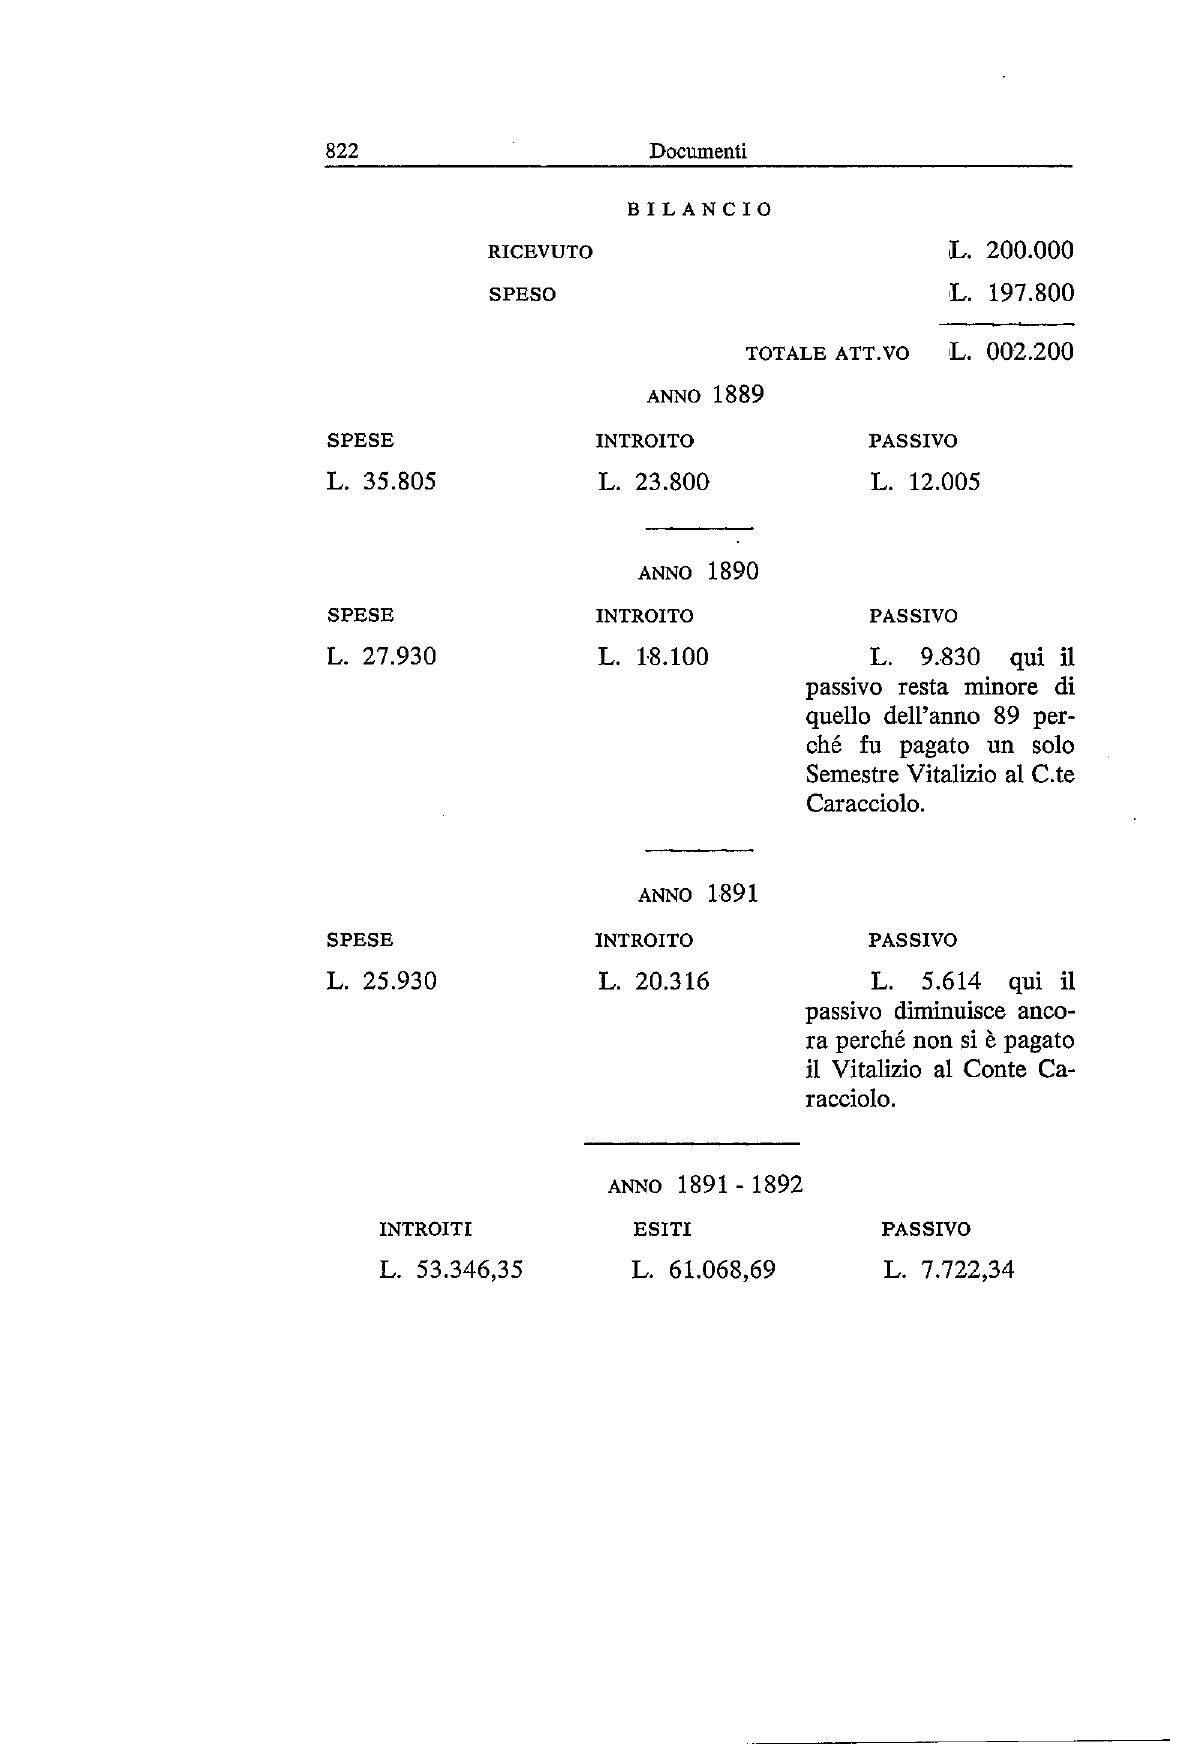 822 Documenti
BILANCIO
RICEVUTO L. 200.000
SPESO L. 197.800
TOTALE ATT.VO L. 002.200
ANNO 1889
SPESE INTROITO PASSIVO
L. 35.805 L. 23.800 L. 12.005
ANNO 1890
SPESE INTROITO PASSIVO
L. 27.930 L. 18.100 L. 9.830 qui il
passivo resta minore di
quello dell'anno 89 per-
ché fu pagato un solo
Semestre Vitalizio al C.te
Caracciolo.
ANNO 1891
SPESE INTROITO PASSIVO
L. 25.930 L. 20.316 L. 5.614 qui il
passivo diminuisce anco-
ra perché non si è pagato
il Vitalizio al Conte Ca-
racciolo.
ANNO 1891 - 1892
INTROITI ESITI PASSIVO
L. 53.346,35 L. 61.068,69 L. 7.722,34